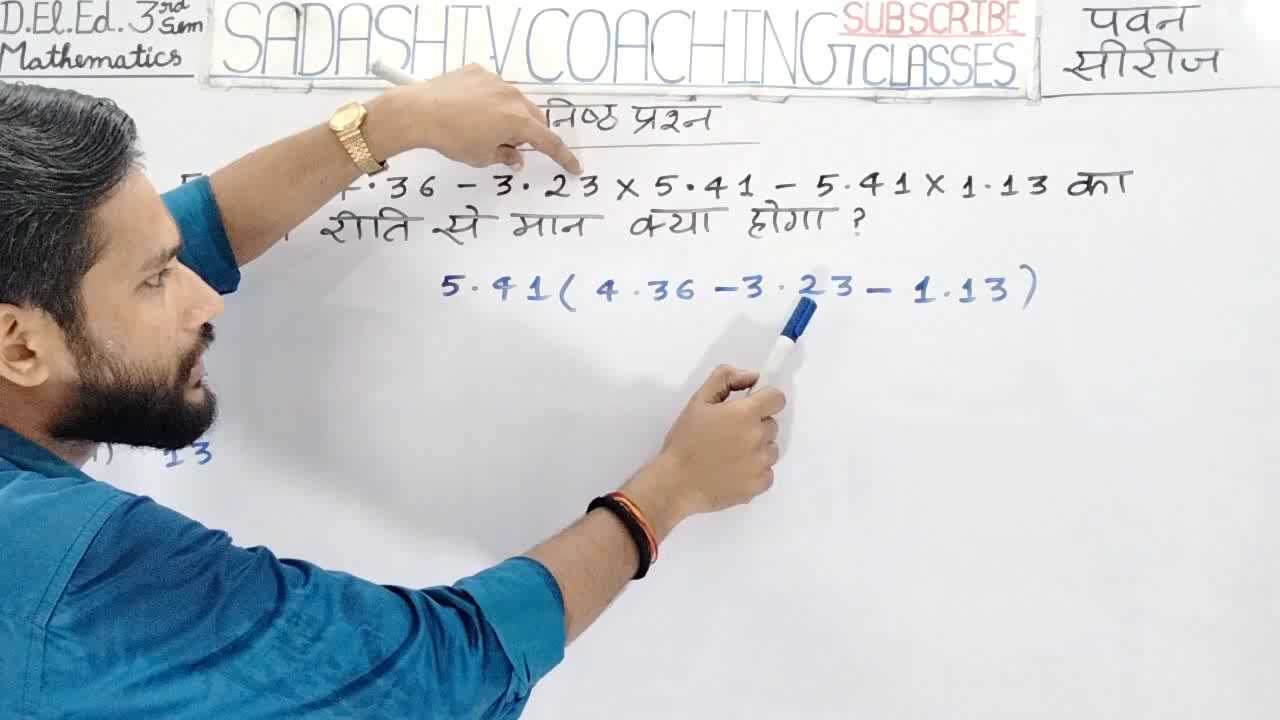 D.El.Ed. 3rd Sem
Mathematics
SADASHIV COACHING CLASSES
SUBSCRIBE
पवन
सीरीज
निष्ठ प्रश्न
.36 - 3.23 × 5.41 - 5.41 × 1.13 का
रीति से मान क्या होगा ?
5.41 ( 4.36 - 3.23 - 1.13 )
13